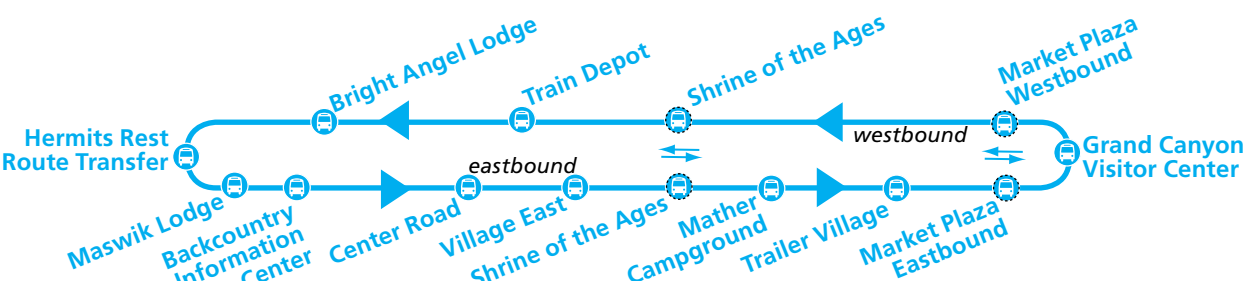 Bright Angel Lodge
Train Depot
Shrine of the Ages
Market Plaza
Westbound
Hermits Rest
Route Transfer
westbound
eastbound
Grand Canyon
Visitor Center
Maswik Lodge
Backcountry
Information
Center
Center Road
Village East
Shrine of the Ages
Mather
Campground
Trailer Village
Market Plaza
Eastbound